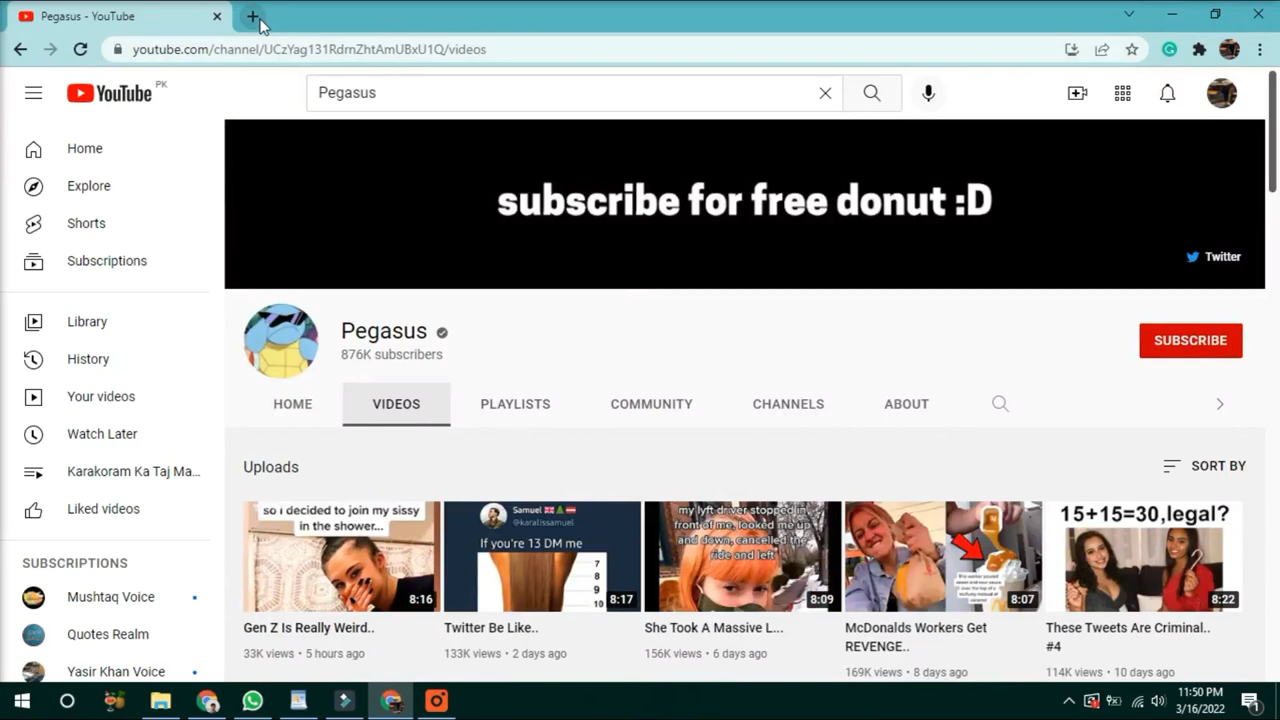 Pegasus - YouTube
youtube.com/channel/UCzYag131RdrnZhtAmUBxU1Q/videos
YouTube PK
Pegasus
Home
Explore
Shorts
Subscriptions
Library
History
Your videos
Watch Later
Karakoram Ka Taj Ma...
Liked videos
SUBSCRIPTIONS
Mushtaq Voice
Quotes Realm
Yasir Khan Voice
subscribe for free donut :D
Twitter
Pegasus
876K subscribers
SUBSCRIBE
HOME
VIDEOS
PLAYLISTS
COMMUNITY
CHANNELS
ABOUT
Uploads
SORT BY
so i decided to join my sissy
in the shower...
8:16
Gen Z Is Really Weird..
33K views • 5 hours ago
Samuel
@karalissamuel
If you're 13 DM me
7
8
9
10
8:17
Twitter Be Like..
133K views • 2 days ago
my lyft driver stopped in
front of me, looked me up
and down, cancelled the
ride and left
8:09
She Took A Massive L...
156K views • 6 days ago
8:07
McDonalds Workers Get
REVENGE..
169K views • 8 days ago
15+15=30,legal?
8:22
These Tweets Are Criminal..
#4
114K views • 10 days ago
11:50 PM
3/16/2022
1